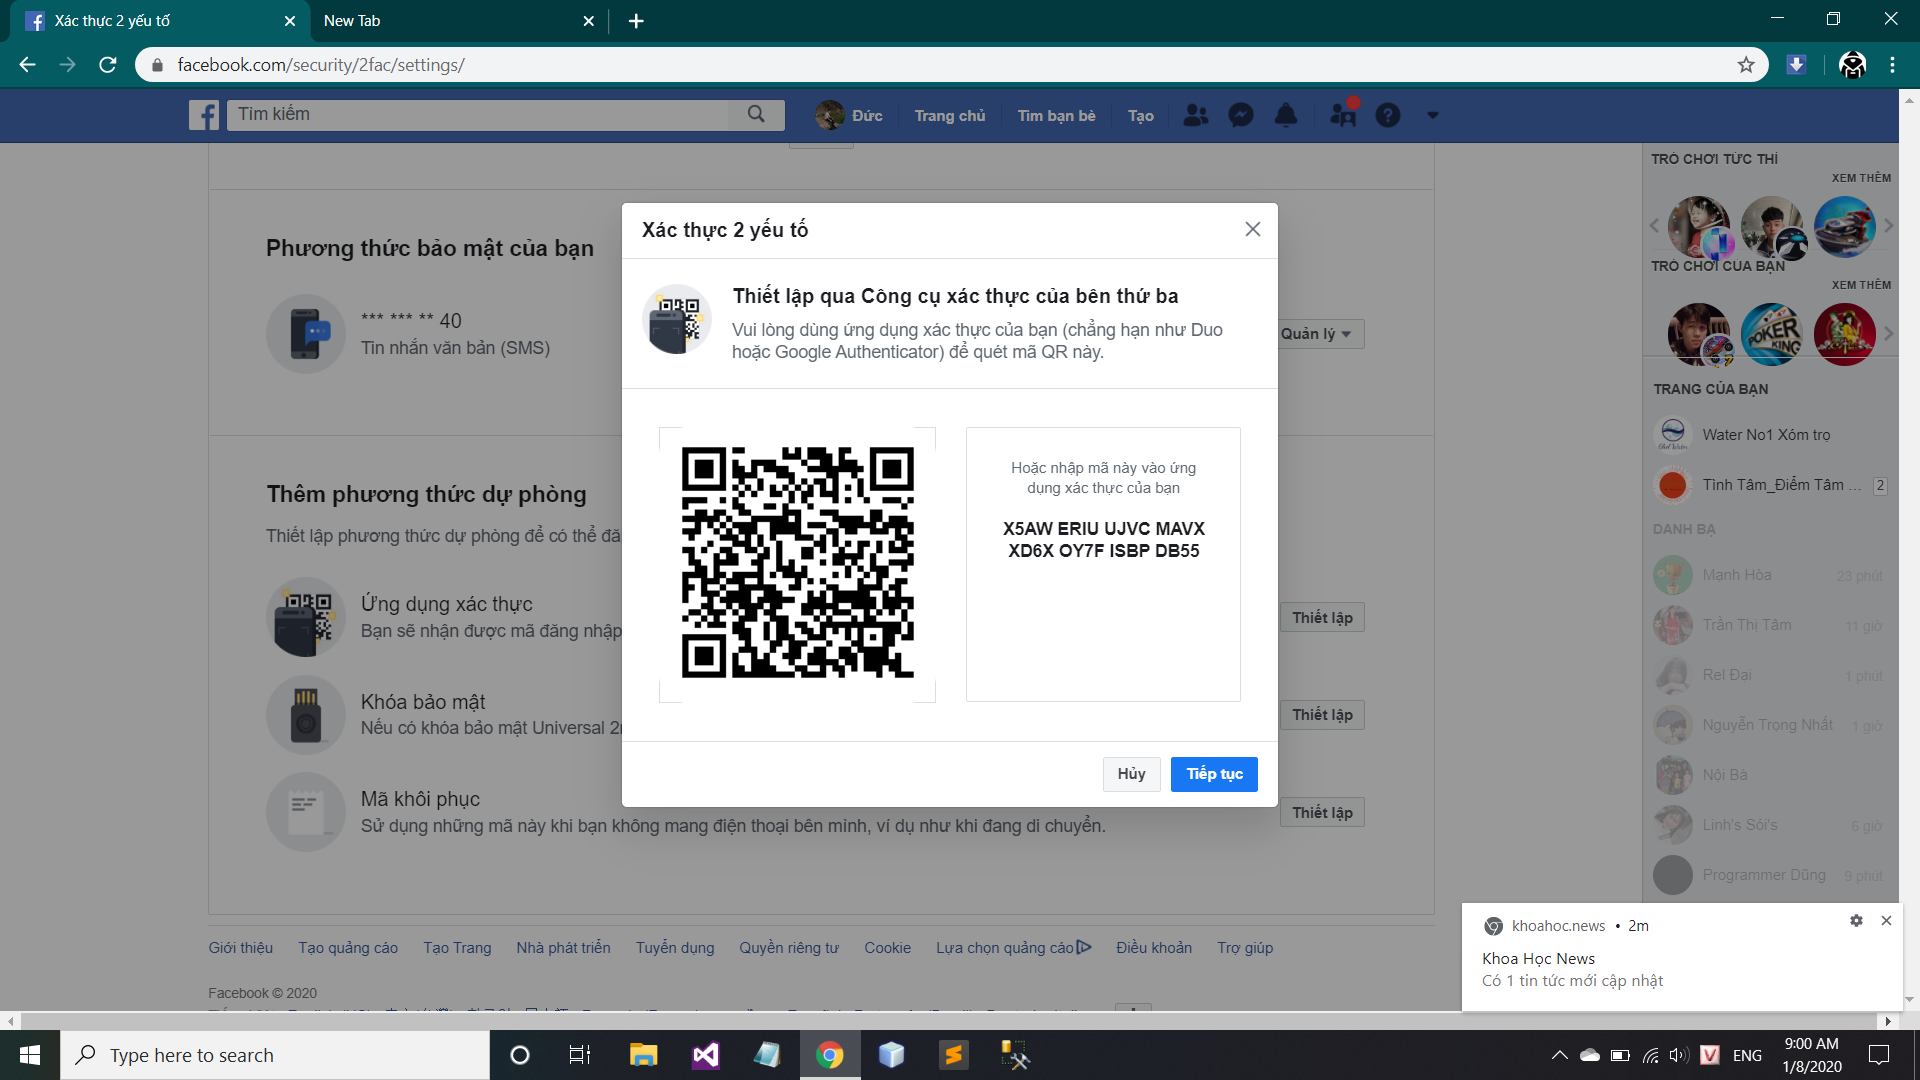 Xác thực 2 yếu tố
New Tab
facebook.com/security/2fac/settings/
Tìm kiếm
Đức
Trang chủ
Tìm bạn bè
Tạo
Phương thức bảo mật của bạn
*** *** ** 40
Tin nhắn văn bản (SMS)
Quản lý
Thêm phương thức dự phòng
Thiết lập phương thức dự phòng để có thể đă
Ứng dụng xác thực
Bạn sẽ nhận được mã đăng nhập
Thiết lập
Khóa bảo mật
Nếu có khóa bảo mật Universal 2
Thiết lập
Mã khôi phục
Sử dụng những mã này khi bạn không mang điện thoại bên mình, ví dụ như khi đang di chuyển.
Thiết lập
Xác thực 2 yếu tố
Thiết lập qua Công cụ xác thực của bên thứ ba
Vui lòng dùng ứng dụng xác thực của bạn (chẳng hạn như Duo
hoặc Google Authenticator) để quét mã QR này.
Hoặc nhập mã này vào ứng
dụng xác thực của bạn
X5AW ERIU UJVC MAVX
XD6X OY7F ISBP DB55
Hủy
Tiếp tục
TRÒ CHƠI TỨC THÌ
XEM THÊM
TRÒ CHƠI CỦA BẠN
XEM THÊM
POKER
KING
TRANG CỦA BẠN
Water No1 Xóm trọ
Tình Tâm_Điểm Tâm ...
2
DANH BẠ
Mạnh Hòa
23 phút
Trần Thị Tâm
11 giờ
Rel Đại
1 phút
Nguyễn Trọng Nhất
1 giờ
Nội Bà
Linh's Sói's
6 giờ
Programmer Dũng
9 phút
Giới thiệu
Tạo quảng cáo
Tạo Trang
Nhà phát triển
Tuyển dụng
Quyền riêng tư
Cookie
Lựa chọn quảng cáo
Điều khoản
Trợ giúp
Facebook © 2020
khoahoc.news • 2m
Khoa Học News
Có 1 tin tức mới cập nhật
Type here to search
ENG
9:00 AM
1/8/2020